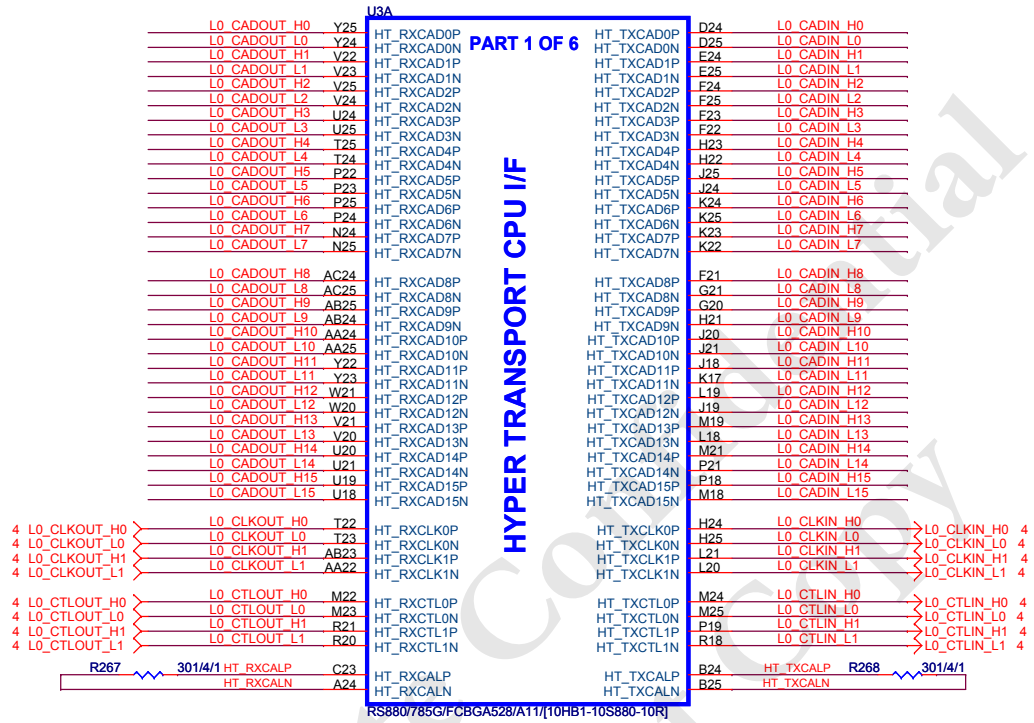 U3A
PART 1 OF 6
HYPER TRANSPORT CPU I/F
L0_CADOUT_H0 Y25 HT_RXCAD0P HT_TXCAD0P D24 L0_CADIN_H0
L0_CADOUT_L0 Y24 HT_RXCAD0N HT_TXCAD0N D25 L0_CADIN_L0
L0_CADOUT_H1 V22 HT_RXCAD1P HT_TXCAD1P E24 L0_CADIN_H1
L0_CADOUT_L1 V23 HT_RXCAD1N HT_TXCAD1N E25 L0_CADIN_L1
L0_CADOUT_H2 V25 HT_RXCAD2P HT_TXCAD2P F24 L0_CADIN_H2
L0_CADOUT_L2 V24 HT_RXCAD2N HT_TXCAD2N F25 L0_CADIN_L2
L0_CADOUT_H3 U24 HT_RXCAD3P HT_TXCAD3P F23 L0_CADIN_H3
L0_CADOUT_L3 U25 HT_RXCAD3N HT_TXCAD3N F22 L0_CADIN_L3
L0_CADOUT_H4 T25 HT_RXCAD4P HT_TXCAD4P H23 L0_CADIN_H4
L0_CADOUT_L4 T24 HT_RXCAD4N HT_TXCAD4N H22 L0_CADIN_L4
L0_CADOUT_H5 P22 HT_RXCAD5P HT_TXCAD5P J25 L0_CADIN_H5
L0_CADOUT_L5 P23 HT_RXCAD5N HT_TXCAD5N J24 L0_CADIN_L5
L0_CADOUT_H6 P25 HT_RXCAD6P HT_TXCAD6P K24 L0_CADIN_H6
L0_CADOUT_L6 P24 HT_RXCAD6N HT_TXCAD6N K25 L0_CADIN_L6
L0_CADOUT_H7 N24 HT_RXCAD7P HT_TXCAD7P K23 L0_CADIN_H7
L0_CADOUT_L7 N25 HT_RXCAD7N HT_TXCAD7N K22 L0_CADIN_L7
L0_CADOUT_H8 AC24 HT_RXCAD8P HT_TXCAD8P F21 L0_CADIN_H8
L0_CADOUT_L8 AC25 HT_RXCAD8N HT_TXCAD8N G21 L0_CADIN_L8
L0_CADOUT_H9 AB25 HT_RXCAD9P HT_TXCAD9P G20 L0_CADIN_H9
L0_CADOUT_L9 AB24 HT_RXCAD9N HT_TXCAD9N H21 L0_CADIN_L9
L0_CADOUT_H10 AA24 HT_RXCAD10P HT_TXCAD10P J20 L0_CADIN_H10
L0_CADOUT_L10 AA25 HT_RXCAD10N HT_TXCAD10N J21 L0_CADIN_L10
L0_CADOUT_H11 Y22 HT_RXCAD11P HT_TXCAD11P J18 L0_CADIN_H11
L0_CADOUT_L11 Y23 HT_RXCAD11N HT_TXCAD11N K17 L0_CADIN_L11
L0_CADOUT_H12 W21 HT_RXCAD12P HT_TXCAD12P L19 L0_CADIN_H12
L0_CADOUT_L12 W20 HT_RXCAD12N HT_TXCAD12N J19 L0_CADIN_L12
L0_CADOUT_H13 V21 HT_RXCAD13P HT_TXCAD13P M19 L0_CADIN_H13
L0_CADOUT_L13 V20 HT_RXCAD13N HT_TXCAD13N L18 L0_CADIN_L13
L0_CADOUT_H14 U20 HT_RXCAD14P HT_TXCAD14P M21 L0_CADIN_H14
L0_CADOUT_L14 U21 HT_RXCAD14N HT_TXCAD14N P21 L0_CADIN_L14
L0_CADOUT_H15 U19 HT_RXCAD15P HT_TXCAD15P P18 L0_CADIN_H15
L0_CADOUT_L15 U18 HT_RXCAD15N HT_TXCAD15N M18 L0_CADIN_L15
4 L0_CLKOUT_H0 L0_CLKOUT_H0 T22 HT_RXCLK0P HT_TXCLK0P H24 L0_CLKIN_H0 L0_CLKIN_H0 4
4 L0_CLKOUT_L0 L0_CLKOUT_L0 T23 HT_RXCLK0N HT_TXCLK0N H25 L0_CLKIN_L0 L0_CLKIN_L0 4
4 L0_CLKOUT_H1 L0_CLKOUT_H1 AB23 HT_RXCLK1P HT_TXCLK1P L21 L0_CLKIN_H1 L0_CLKIN_H1 4
4 L0_CLKOUT_L1 L0_CLKOUT_L1 AA22 HT_RXCLK1N HT_TXCLK1N L20 L0_CLKIN_L1 L0_CLKIN_L1 4
4 L0_CTLOUT_H0 L0_CTLOUT_H0 M22 HT_RXCTL0P HT_TXCTL0P M24 L0_CTLIN_H0 L0_CTLIN_H0 4
4 L0_CTLOUT_L0 L0_CTLOUT_L0 M23 HT_RXCTL0N HT_TXCTL0N M25 L0_CTLIN_L0 L0_CTLIN_L0 4
4 L0_CTLOUT_H1 L0_CTLOUT_H1 R21 HT_RXCTL1P HT_TXCTL1P P19 L0_CTLIN_H1 L0_CTLIN_H1 4
4 L0_CTLOUT_L1 L0_CTLOUT_L1 R20 HT_RXCTL1N HT_TXCTL1N R18 L0_CTLIN_L1 L0_CTLIN_L1 4
R267 301/4/1 HT_RXCALP C23 HT_RXCALP HT_TXCALP B24 HT_TXCALP R268 301/4/1
HT_RXCALN A24 HT_RXCALN HT_TXCALN B25 HT_TXCALN
RS880/785G/FCBGA528/A11/[10HB1-10S880-10R]
Confidential
Copy